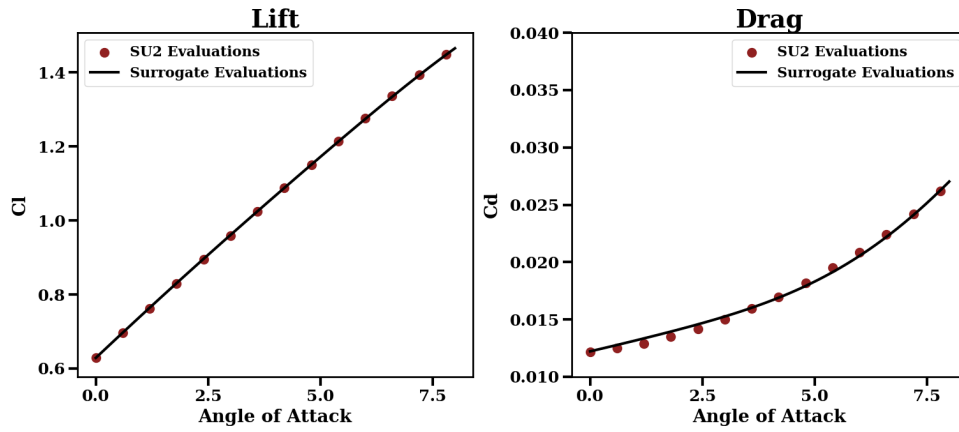 Lift
SU2 Evaluations
Surrogate Evaluations
1.4
1.2
1.0
0.8
0.6
Cl
0.0 2.5 5.0 7.5
Angle of Attack
Drag
SU2 Evaluations
Surrogate Evaluations
0.040
0.035
0.030
0.025
0.020
0.015
0.010
Cd
0.0 2.5 5.0 7.5
Angle of Attack